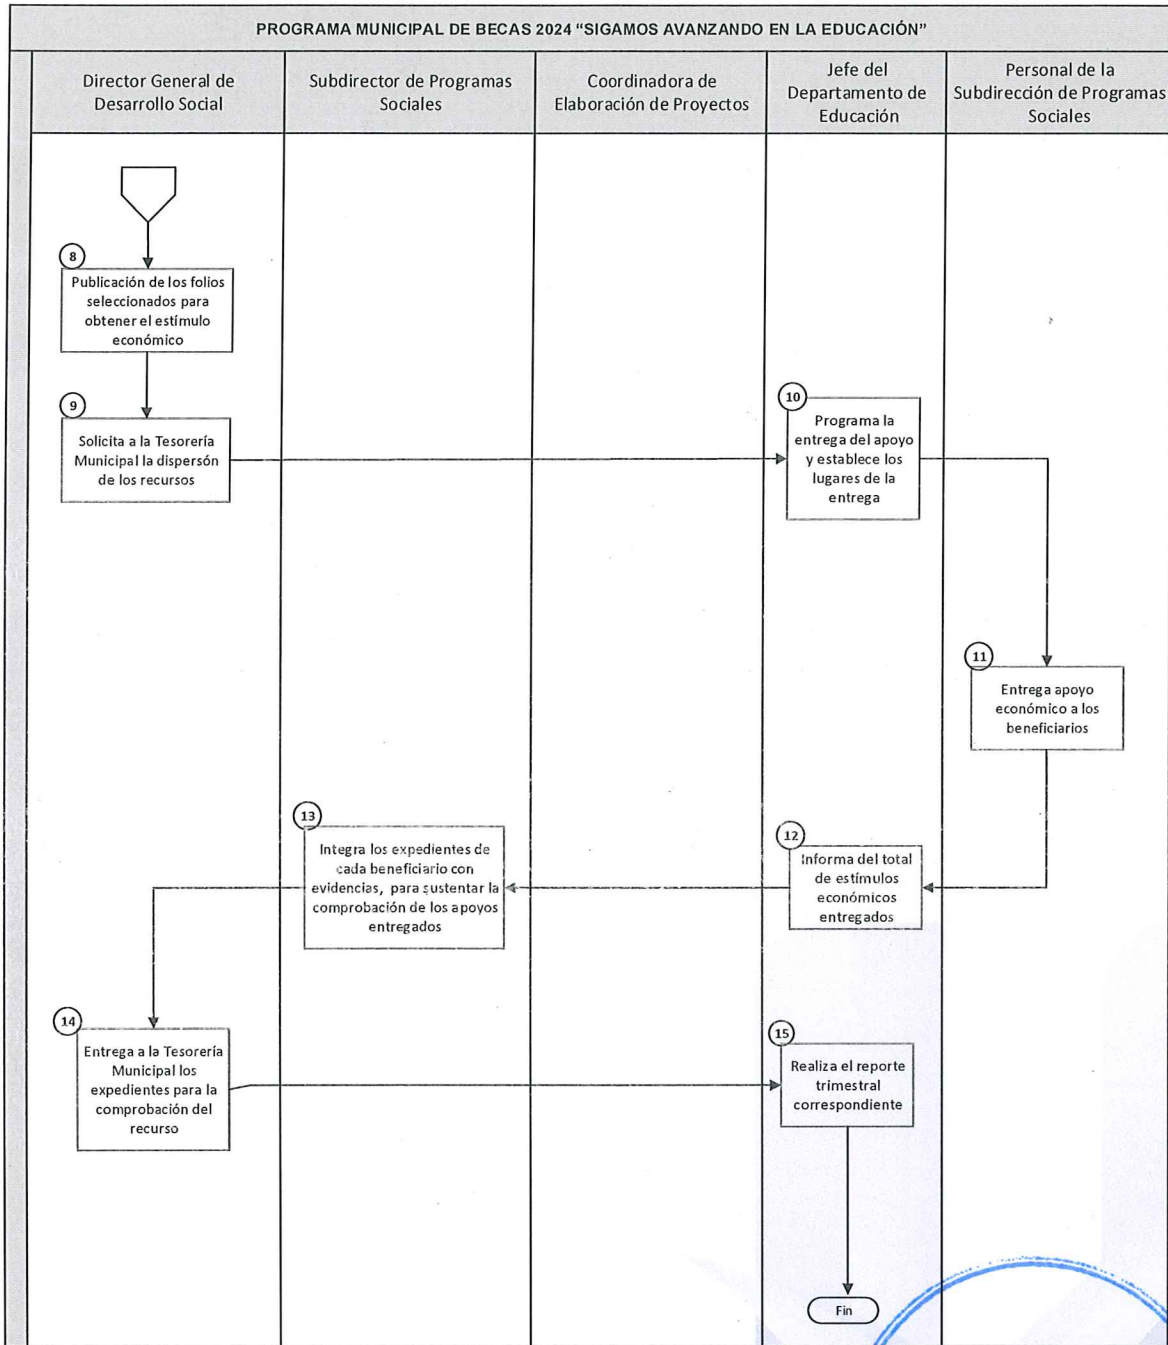 PROGRAMA MUNICIPAL DE BECAS 2024 “SIGAMOS AVANZANDO EN LA EDUCACIÓN”
Director General de
Desarrollo Social
Subdirector de Programas
Sociales
Coordinadora de
Elaboración de Proyectos
Jefe del
Departamento de
Educación
Personal de la
Subdirección de Programas
Sociales
8
Publicación de los folios
seleccionados para
obtener el estímulo
económico
9
Solicita a la Tesorería
Municipal la dispersón
de los recursos
10
Programa la
entrega del apoyo
y establece los
lugares de la
entrega
11
Entrega apoyo
económico a los
beneficiarios
12
Informa del total
de estímulos
económicos
entregados
13
Integra los expedientes de
cada beneficiario con
evidencias, para sustentar la
comprobación de los apoyos
entregados
14
Entrega a la Tesorería
Municipal los
expedientes para la
comprobación del
recurso
15
Realiza el reporte
trimestral
correspondiente
Fin